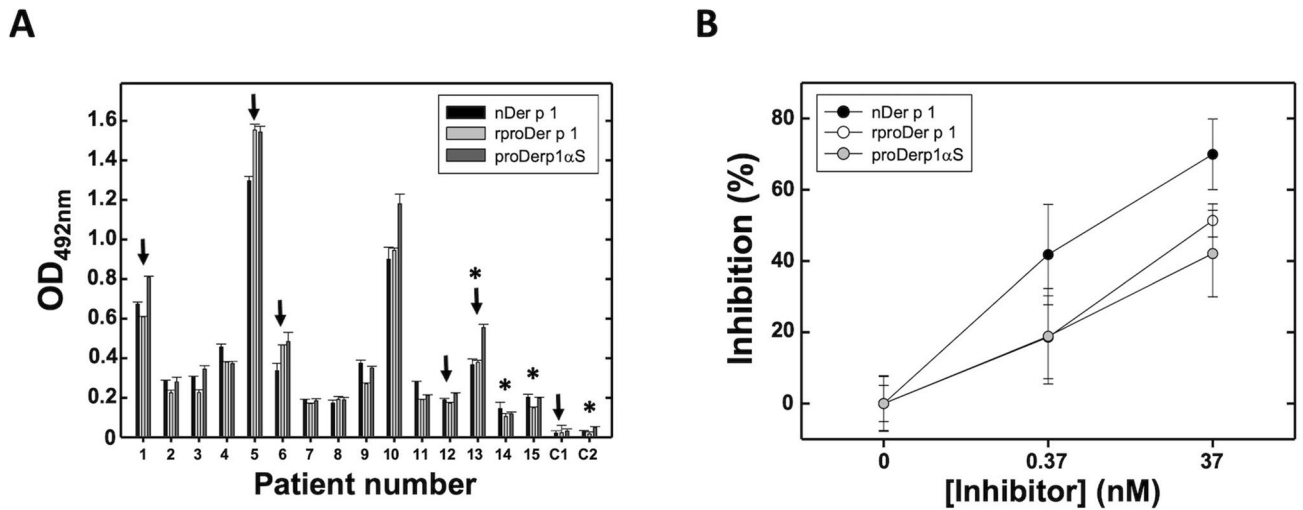 A
B
nDer p 1
rproDer p 1
proDerp1αS
1.6
1.4
1.2
1.0
0.8
0.6
0.4
0.2
0
OD492nm
* * * *
1 2 3 4 5 6 7 8 9 10 11 12 13 14 15 C1 C2
Patient number
nDer p 1
rproDer p 1
proDerp1αS
80
60
40
20
0
Inhibition (%)
0 0.37 37
[Inhibitor] (nM)